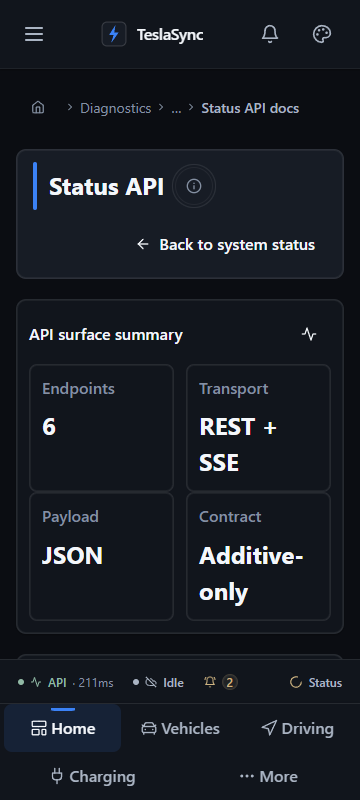 TeslaSync
Diagnostics ... Status API docs
Status API
Back to system status
API surface summary
Endpoints
6
Transport
REST +
SSE
Payload
JSON
Contract
Additive-
only
API · 211ms Idle 2 Status
Home Vehicles Driving
Charging More